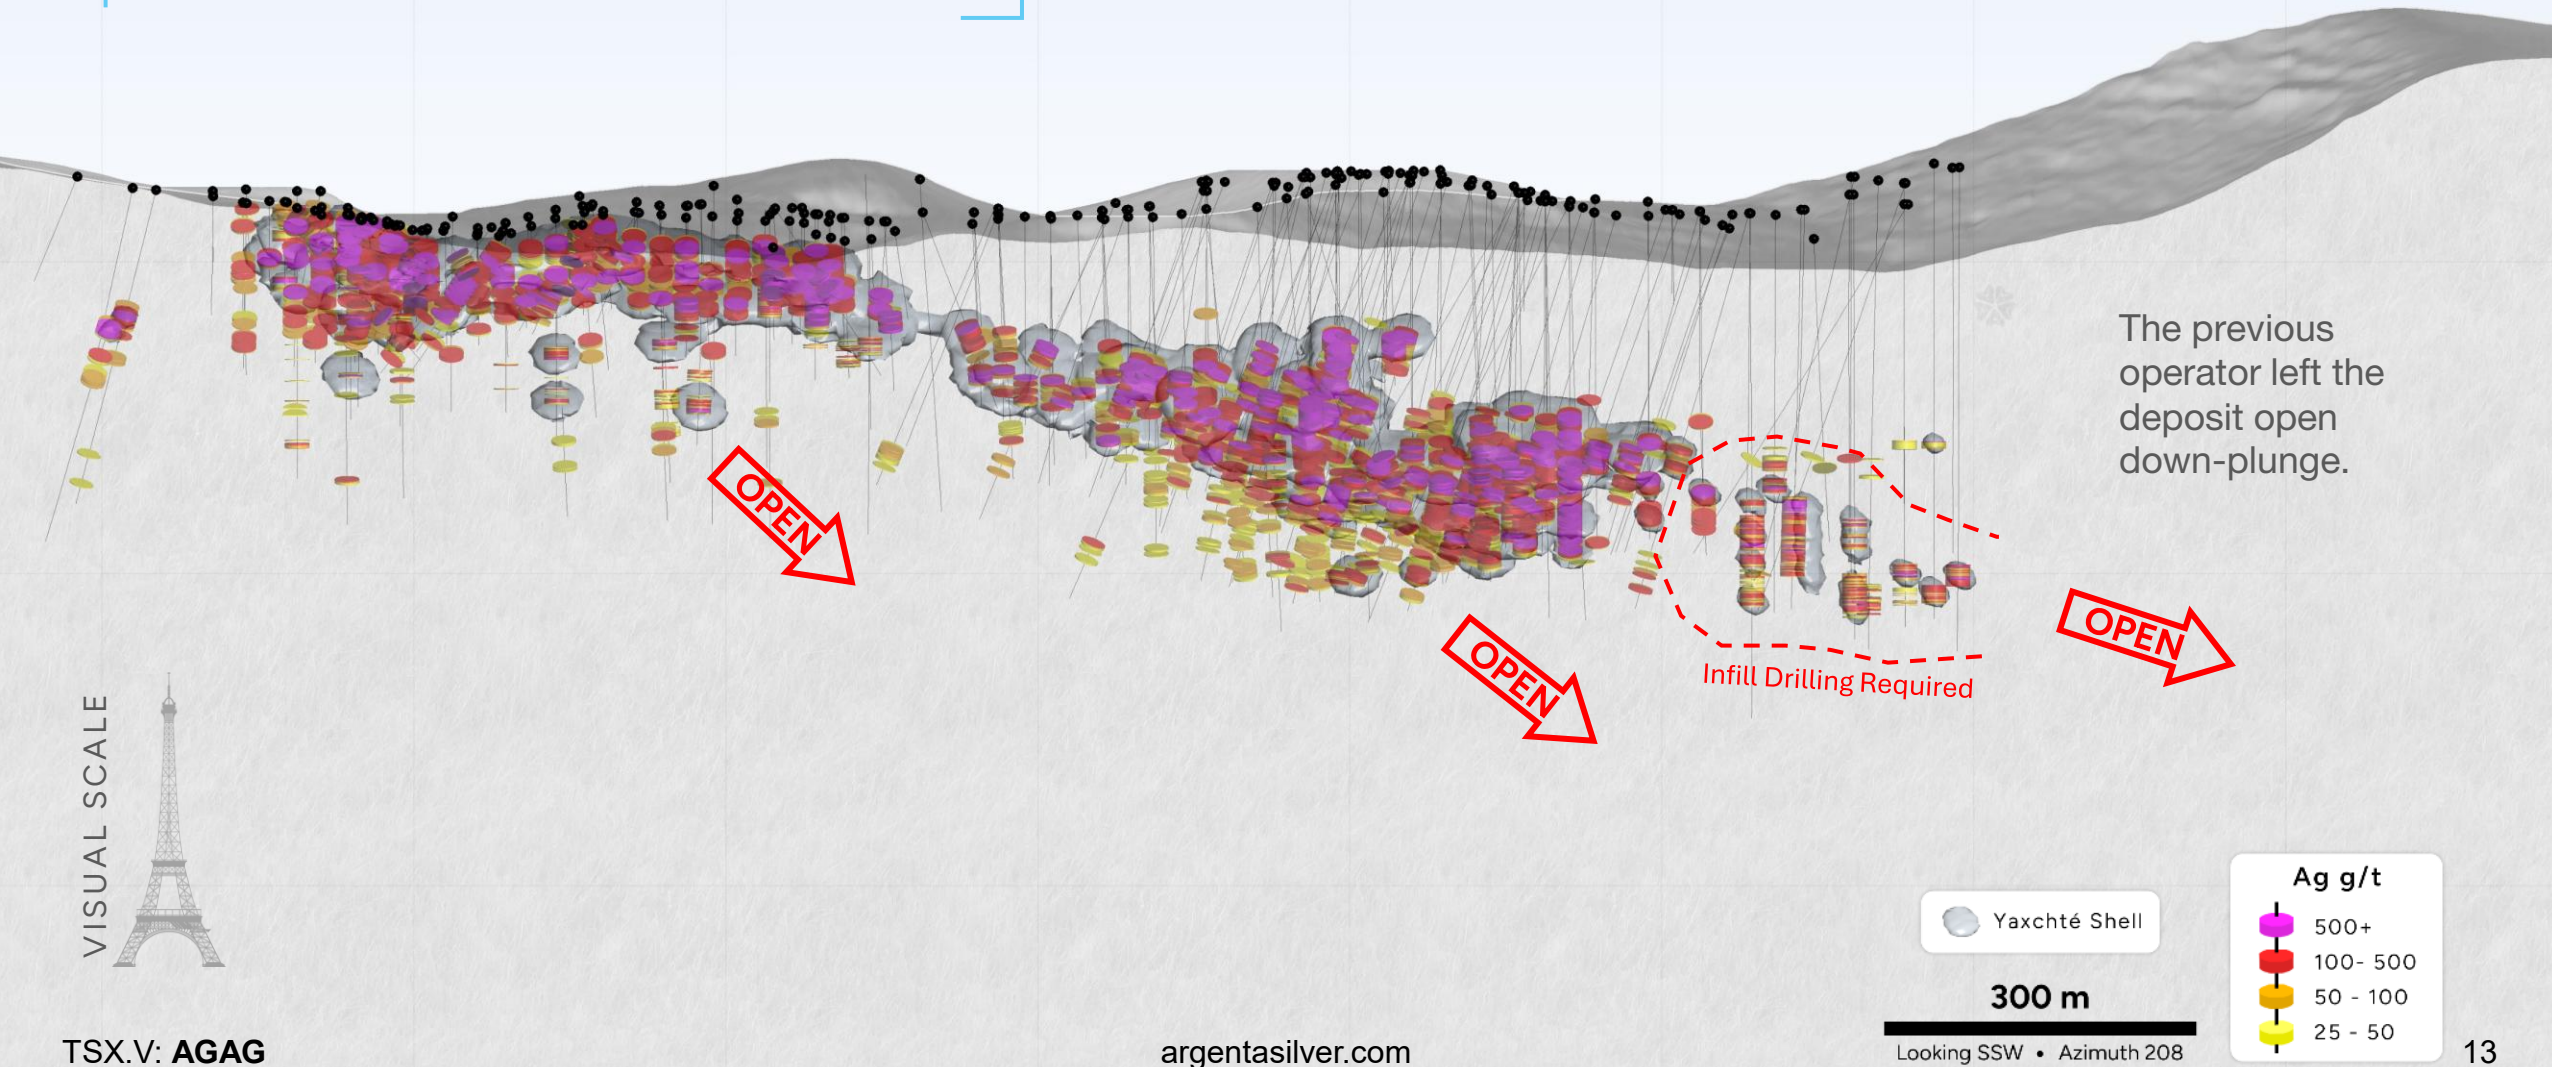 The previous
operator left the
deposit open
down-plunge.
OPEN
OPEN
OPEN
Infill Drilling Required
VISUAL SCALE
Yaxchté Shell
Ag g/t
500+
100- 500
50 - 100
25 - 50
300 m
Looking SSW • Azimuth 208
TSX.V: AGAG
argentasilver.com
13